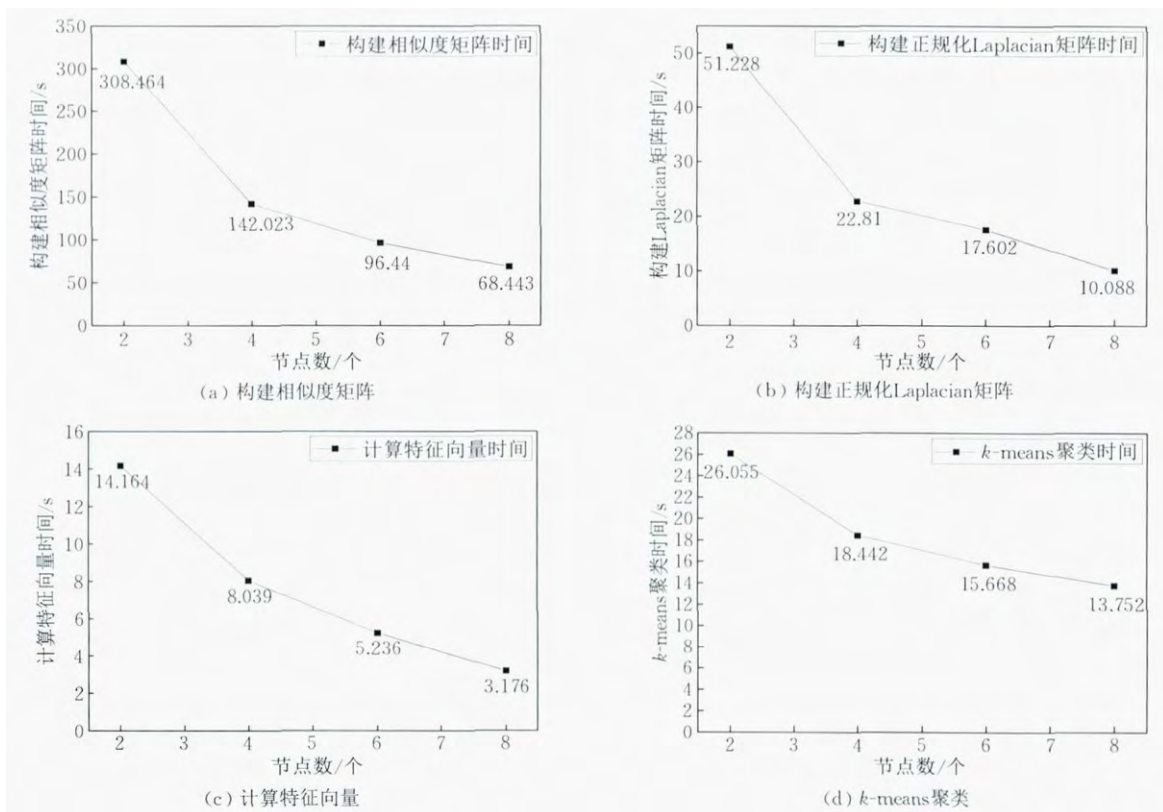 构建相似度矩阵时间/s
350
300
250
200
150
100
50
0
构建相似度矩阵时间
308.464
142.023
96.44
68.443
2 3 4 5 6 7 8
节点数/个
(a)构建相似度矩阵
构建Laplacian矩阵时间/s
50
40
30
20
10
0
构建正规化Laplacian矩阵时间
51.228
22.81
17.602
10.088
2 3 4 5 6 7 8
节点数/个
(b)构建正规化Laplacian矩阵
计算特征向量时间/s
16
14
12
10
8
6
4
2
0
计算特征向量时间
14.164
8.039
5.236
3.176
2 3 4 5 6 7 8
节点数/个
(c)计算特征向量
k-means聚类时间/s
28
26
24
22
20
18
16
14
12
10
8
6
4
2
0
k-means聚类时间
26.055
18.442
15.668
13.752
2 3 4 5 6 7 8
节点数/个
(d)k-means聚类